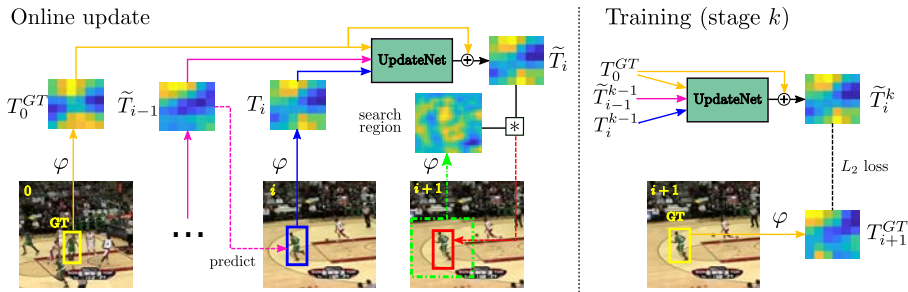 Online update
Training (stage k)
UpdateNet
+
T̃_i
T_0^{GT}
T̃_{i-1}
T_i
search
region
*
φ
φ
φ
0
GT
...
predict
i
i+1
T_0^{GT}
T̃_{i-1}^{k-1}
T_i^{k-1}
UpdateNet
+
T̃_i^k
L_2 loss
i+1
GT
φ
T_{i+1}^{GT}